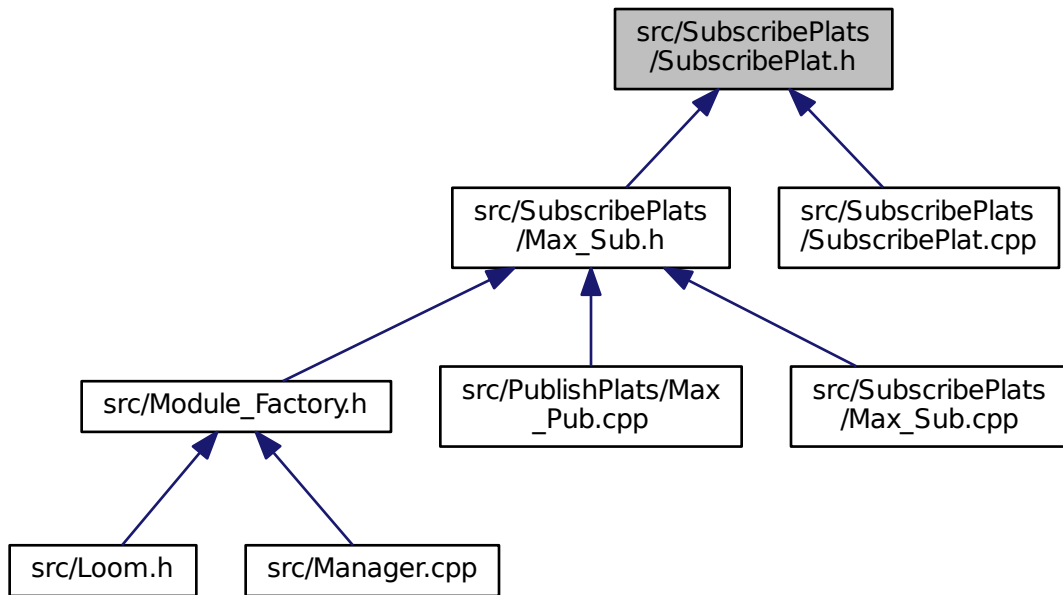 src/SubscribePlats
/SubscribePlat.h
src/SubscribePlats
/Max_Sub.h
src/SubscribePlats
/SubscribePlat.cpp
src/Module_Factory.h
src/PublishPlats/Max
_Pub.cpp
src/SubscribePlats
/Max_Sub.cpp
src/Loom.h
src/Manager.cpp